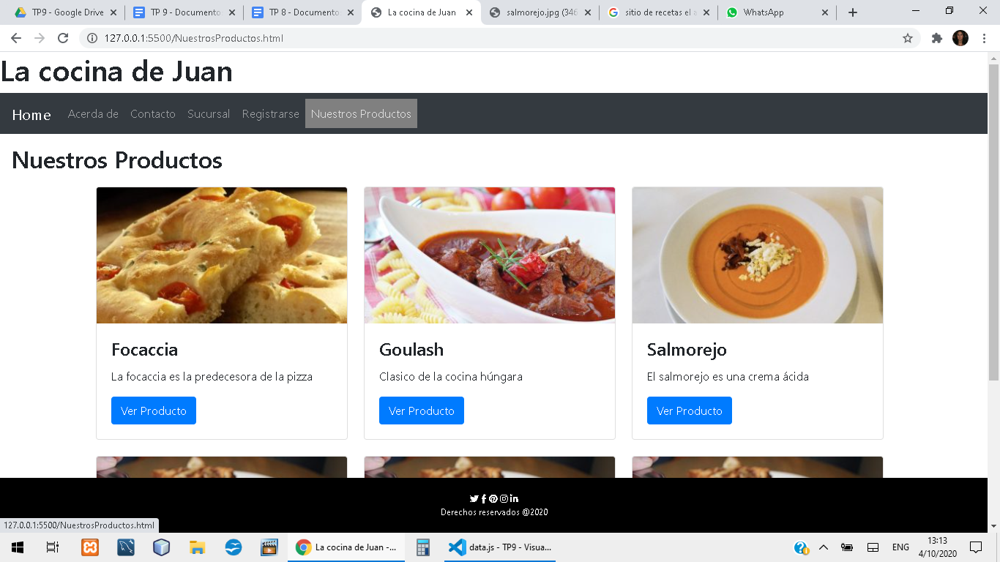 TP9 - Google Drive
TP 9 - Documento
TP 8 - Documento
La cocina de Juan
salmorejo.jpg (346
sitio de recetas el a
WhatsApp
127.0.0.1:5500/NuestrosProductos.html
La cocina de Juan
Home Acerda de Contacto Sucursal Registrarse Nuestros Productos
Nuestros Productos
Focaccia
La focaccia es la predecesora de la pizza
Ver Producto
Goulash
Clasico de la cocina húngara
Ver Producto
Salmorejo
El salmorejo es una crema ácida
Ver Producto
Derechos reservados @2020
127.0.0.1:5500/NuestrosProductos.html
La cocina de Juan -...
data.js - TP9 - Visua...
ENG
13:13
4/10/2020